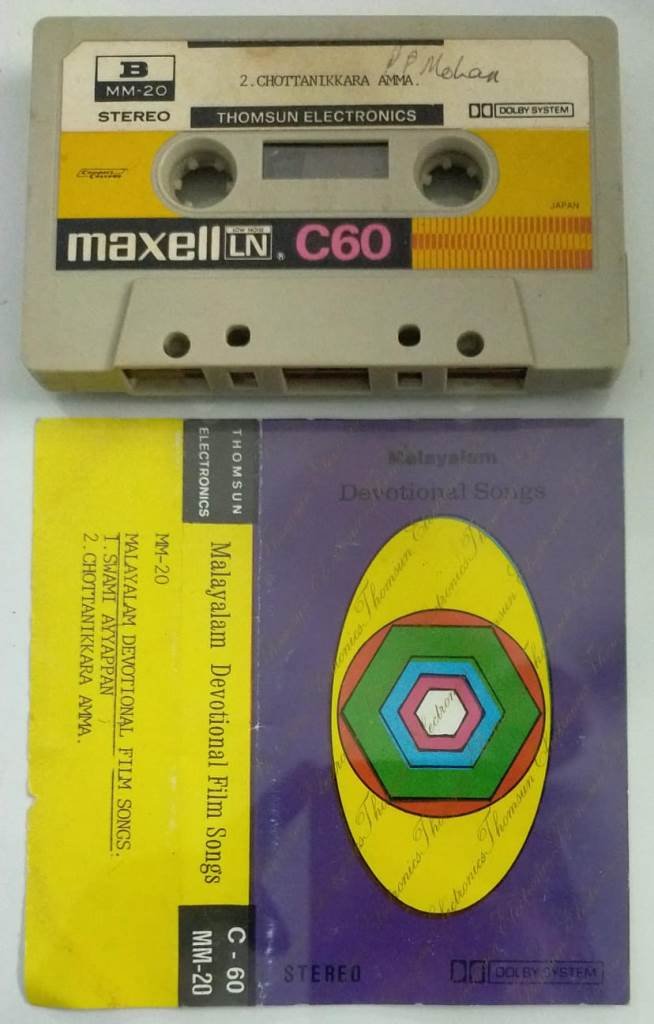 B
MM-20
STEREO
P P Mohan
2.CHOTTANIKKARA AMMA.
THOMSUN ELECTRONICS
DOLBY SYSTEM
JAPAN
maxell LOW NOISE LN ® C60
THOMSUN
ELECTRONICS
Malayalam Devotional Film Songs
C-60
MM-20
MM-20
MALAYALAM DEVOTIONAL FILM SONGS.
1.SWAMI AYYAPPAN
2.CHOTTANIKKARA AMMA.
Malayalam
Devotional Songs
Thomsun Electronics
STEREO
DOLBY SYSTEM